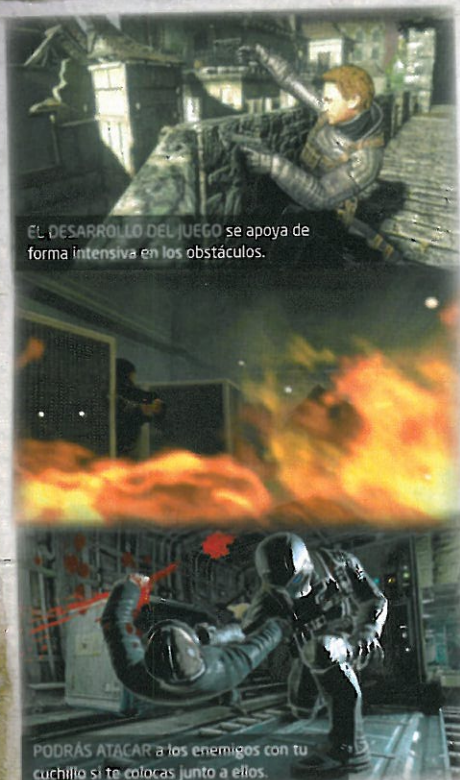 EL DESARROLLO DEL JUEGO se apoya de
forma intensiva en los obstáculos.
PODRÁS ATACAR a los enemigos con tu
cuchillo si te colocas junto a ellos.